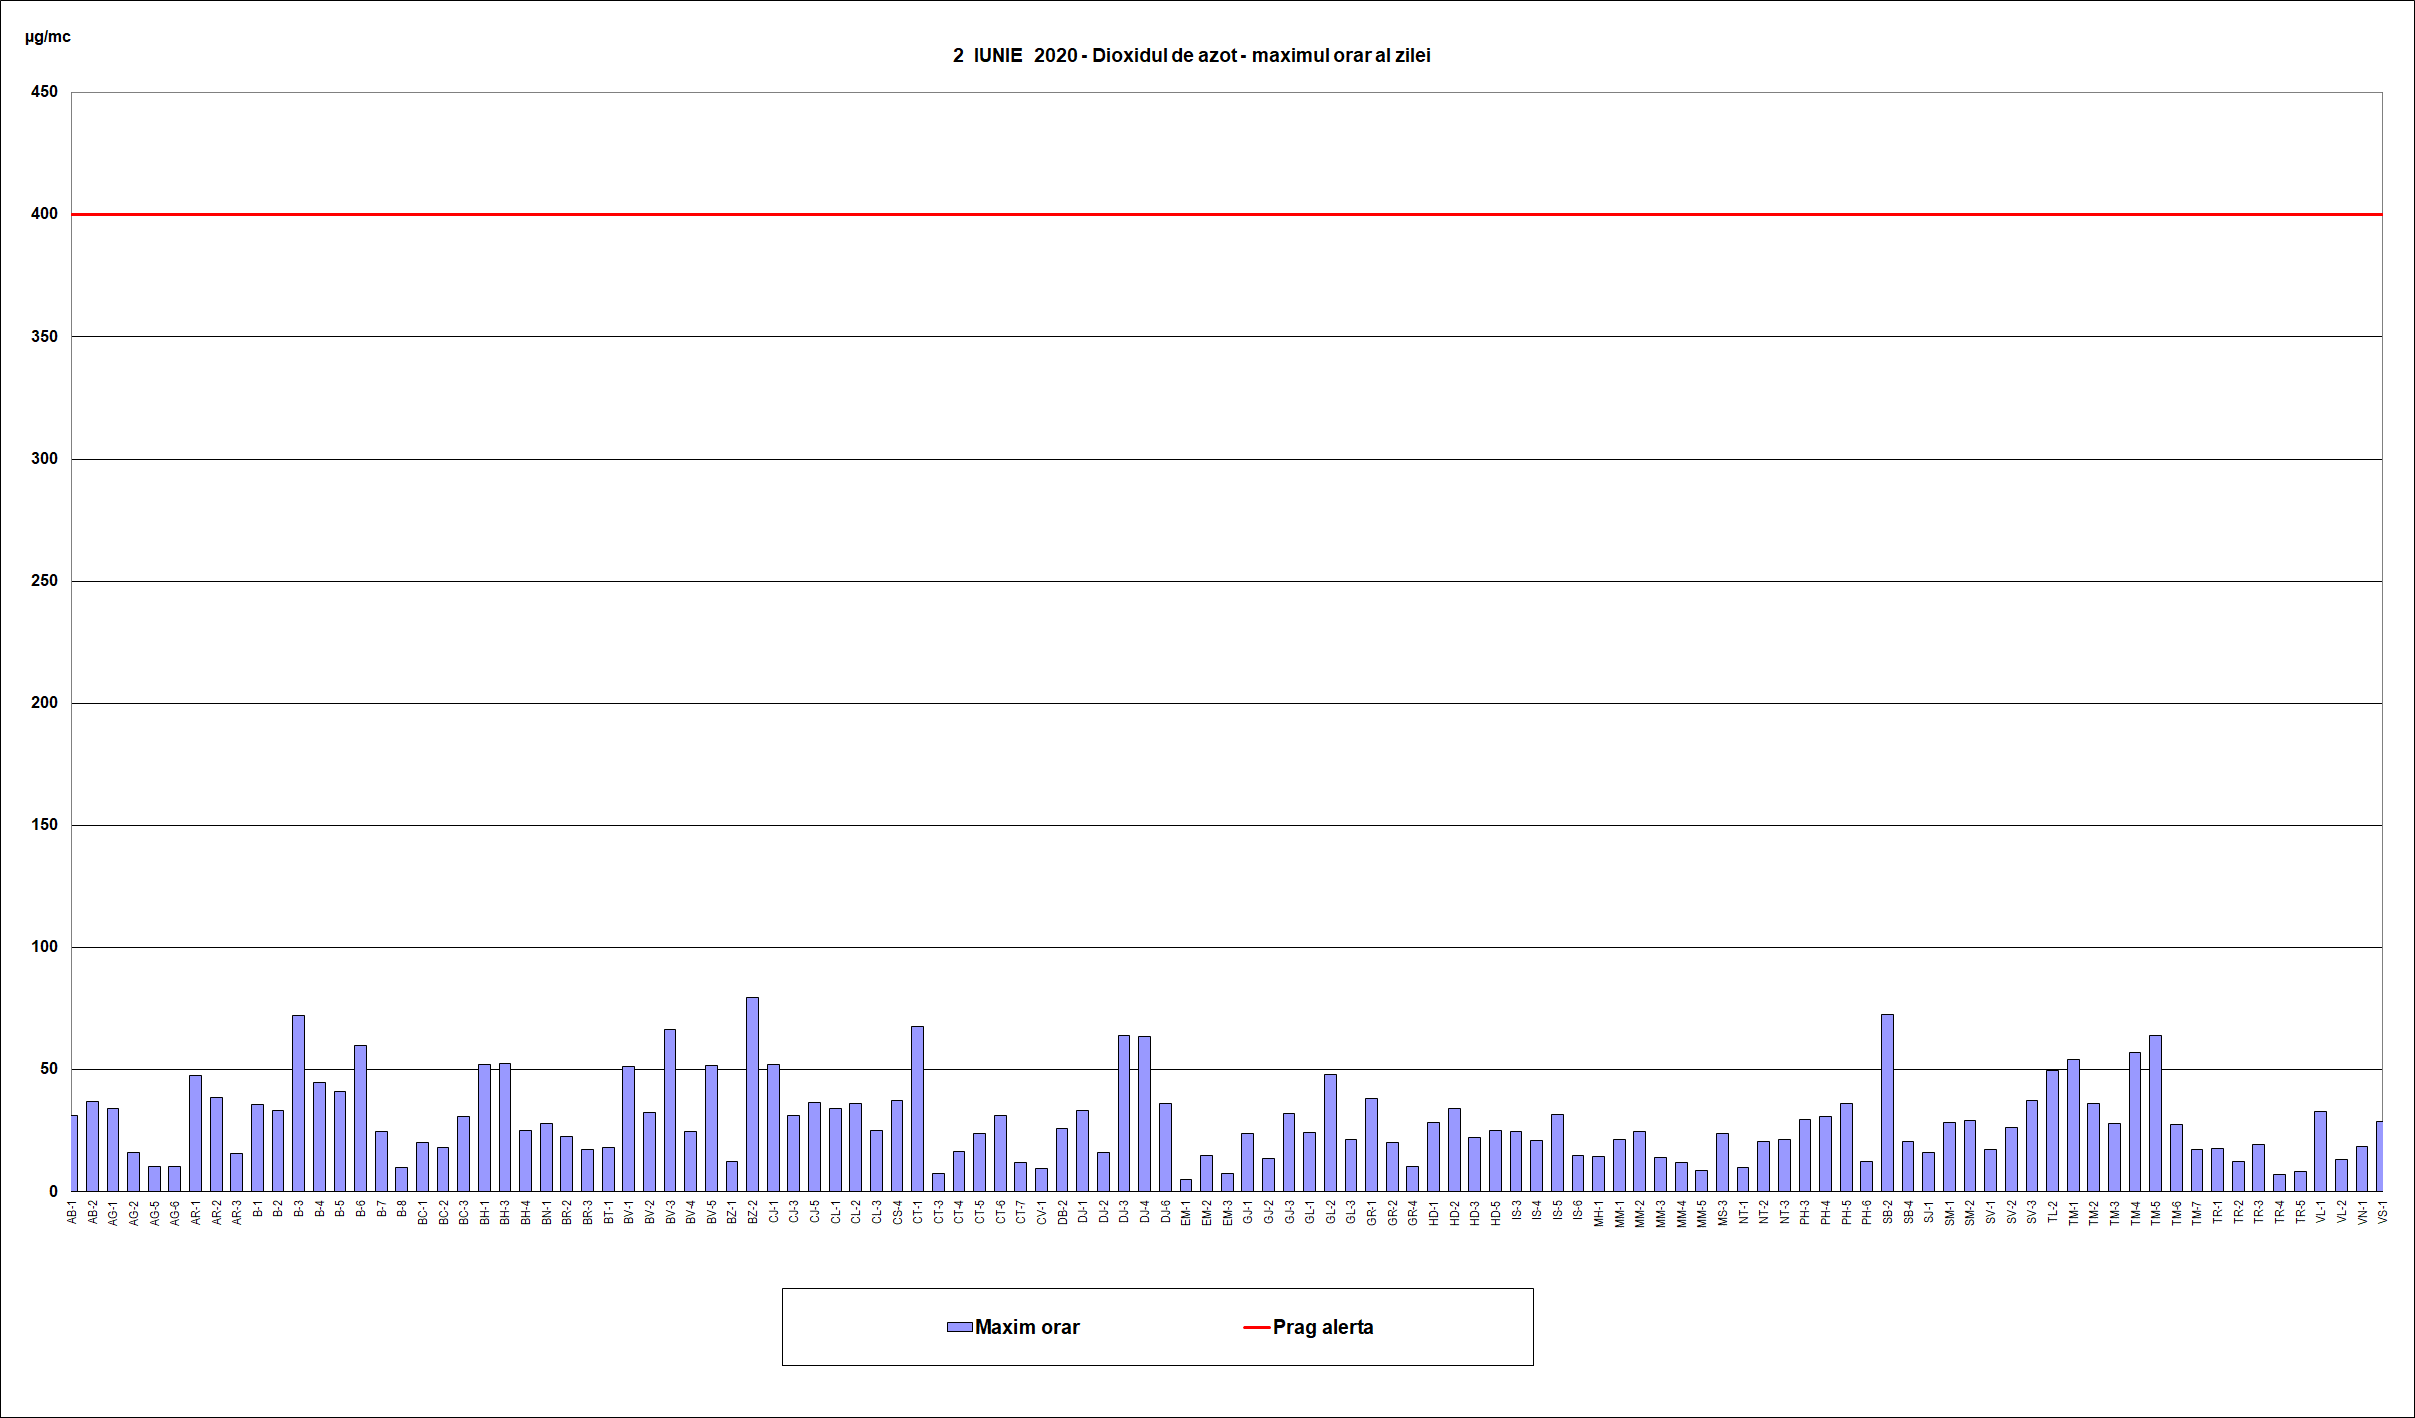 µg/mc
2 IUNIE 2020 - Dioxidul de azot - maximul orar al zilei
450
400
350
300
250
200
150
100
50
0
AB-1 AB-2 AG-1 AG-2 AG-5 AG-6 AR-1 AR-2 AR-3 B-1 B-2 B-3 B-4 B-5 B-6 B-7 B-8 BC-1 BC-2 BC-3 BH-1 BH-3 BH-4 BN-1 BR-2 BR-3 BT-1 BV-1 BV-2 BV-3 BV-4 BV-5 BZ-1 BZ-2 CJ-1 CJ-3 CJ-5 CL-1 CL-2 CL-3 CS-4 CT-1 CT-3 CT-4 CT-5 CT-6 CT-7 CV-1 DB-2 DJ-1 DJ-2 DJ-3 DJ-4 DJ-6 EM-1 EM-2 EM-3 GJ-1 GJ-2 GJ-3 GL-1 GL-2 GL-3 GR-1 GR-2 GR-4 HD-1 HD-2 HD-3 HD-5 IS-3 IS-4 IS-5 IS-6 MH-1 MM-1 MM-2 MM-3 MM-4 MM-5 MS-3 NT-1 NT-2 NT-3 PH-3 PH-4 PH-5 PH-6 SB-2 SB-4 SJ-1 SM-1 SM-2 SV-1 SV-2 SV-3 TL-2 TM-1 TM-2 TM-3 TM-4 TM-5 TM-6 TM-7 TR-1 TR-2 TR-3 TR-4 TR-5 VL-1 VL-2 VN-1 VS-1
Maxim orar Prag alerta